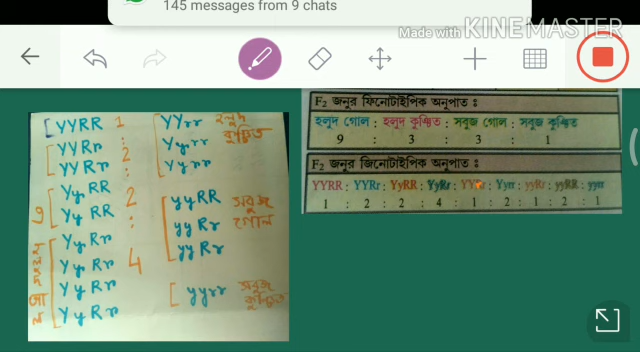 145 messages from 9 chats
Made with KINEMASTER
F₂ জনুর ফিনোটাইপিক অনুপাত ঃ
হলুদ গোল : হলুদ কুঞ্চিত : সবুজ গোল : সবুজ কুঞ্চিত
9 : 3 : 3 : 1
F₂ জনুর জিনোটাইপিক অনুপাত ঃ
YYRR : YYRr : YyRR : YyRr : YYrr : Yyrr : yyRr : yyRR : yyrr
1 : 2 : 2 : 4 : 1 : 2 : 1 : 2 : 1
YYRR 1
YYRr :
YYRr 2
:
YyRR 2
YyRR :
YyRr
YyRr 4
YyRr
YyRr
9
হলুদ গোল
YYrr হলুদ
Yyrr কুঞ্চিত
Yyrr
yyRR সবুজ
yyRr গোল
yyRr
yyrr সবুজ
কুঞ্চিত